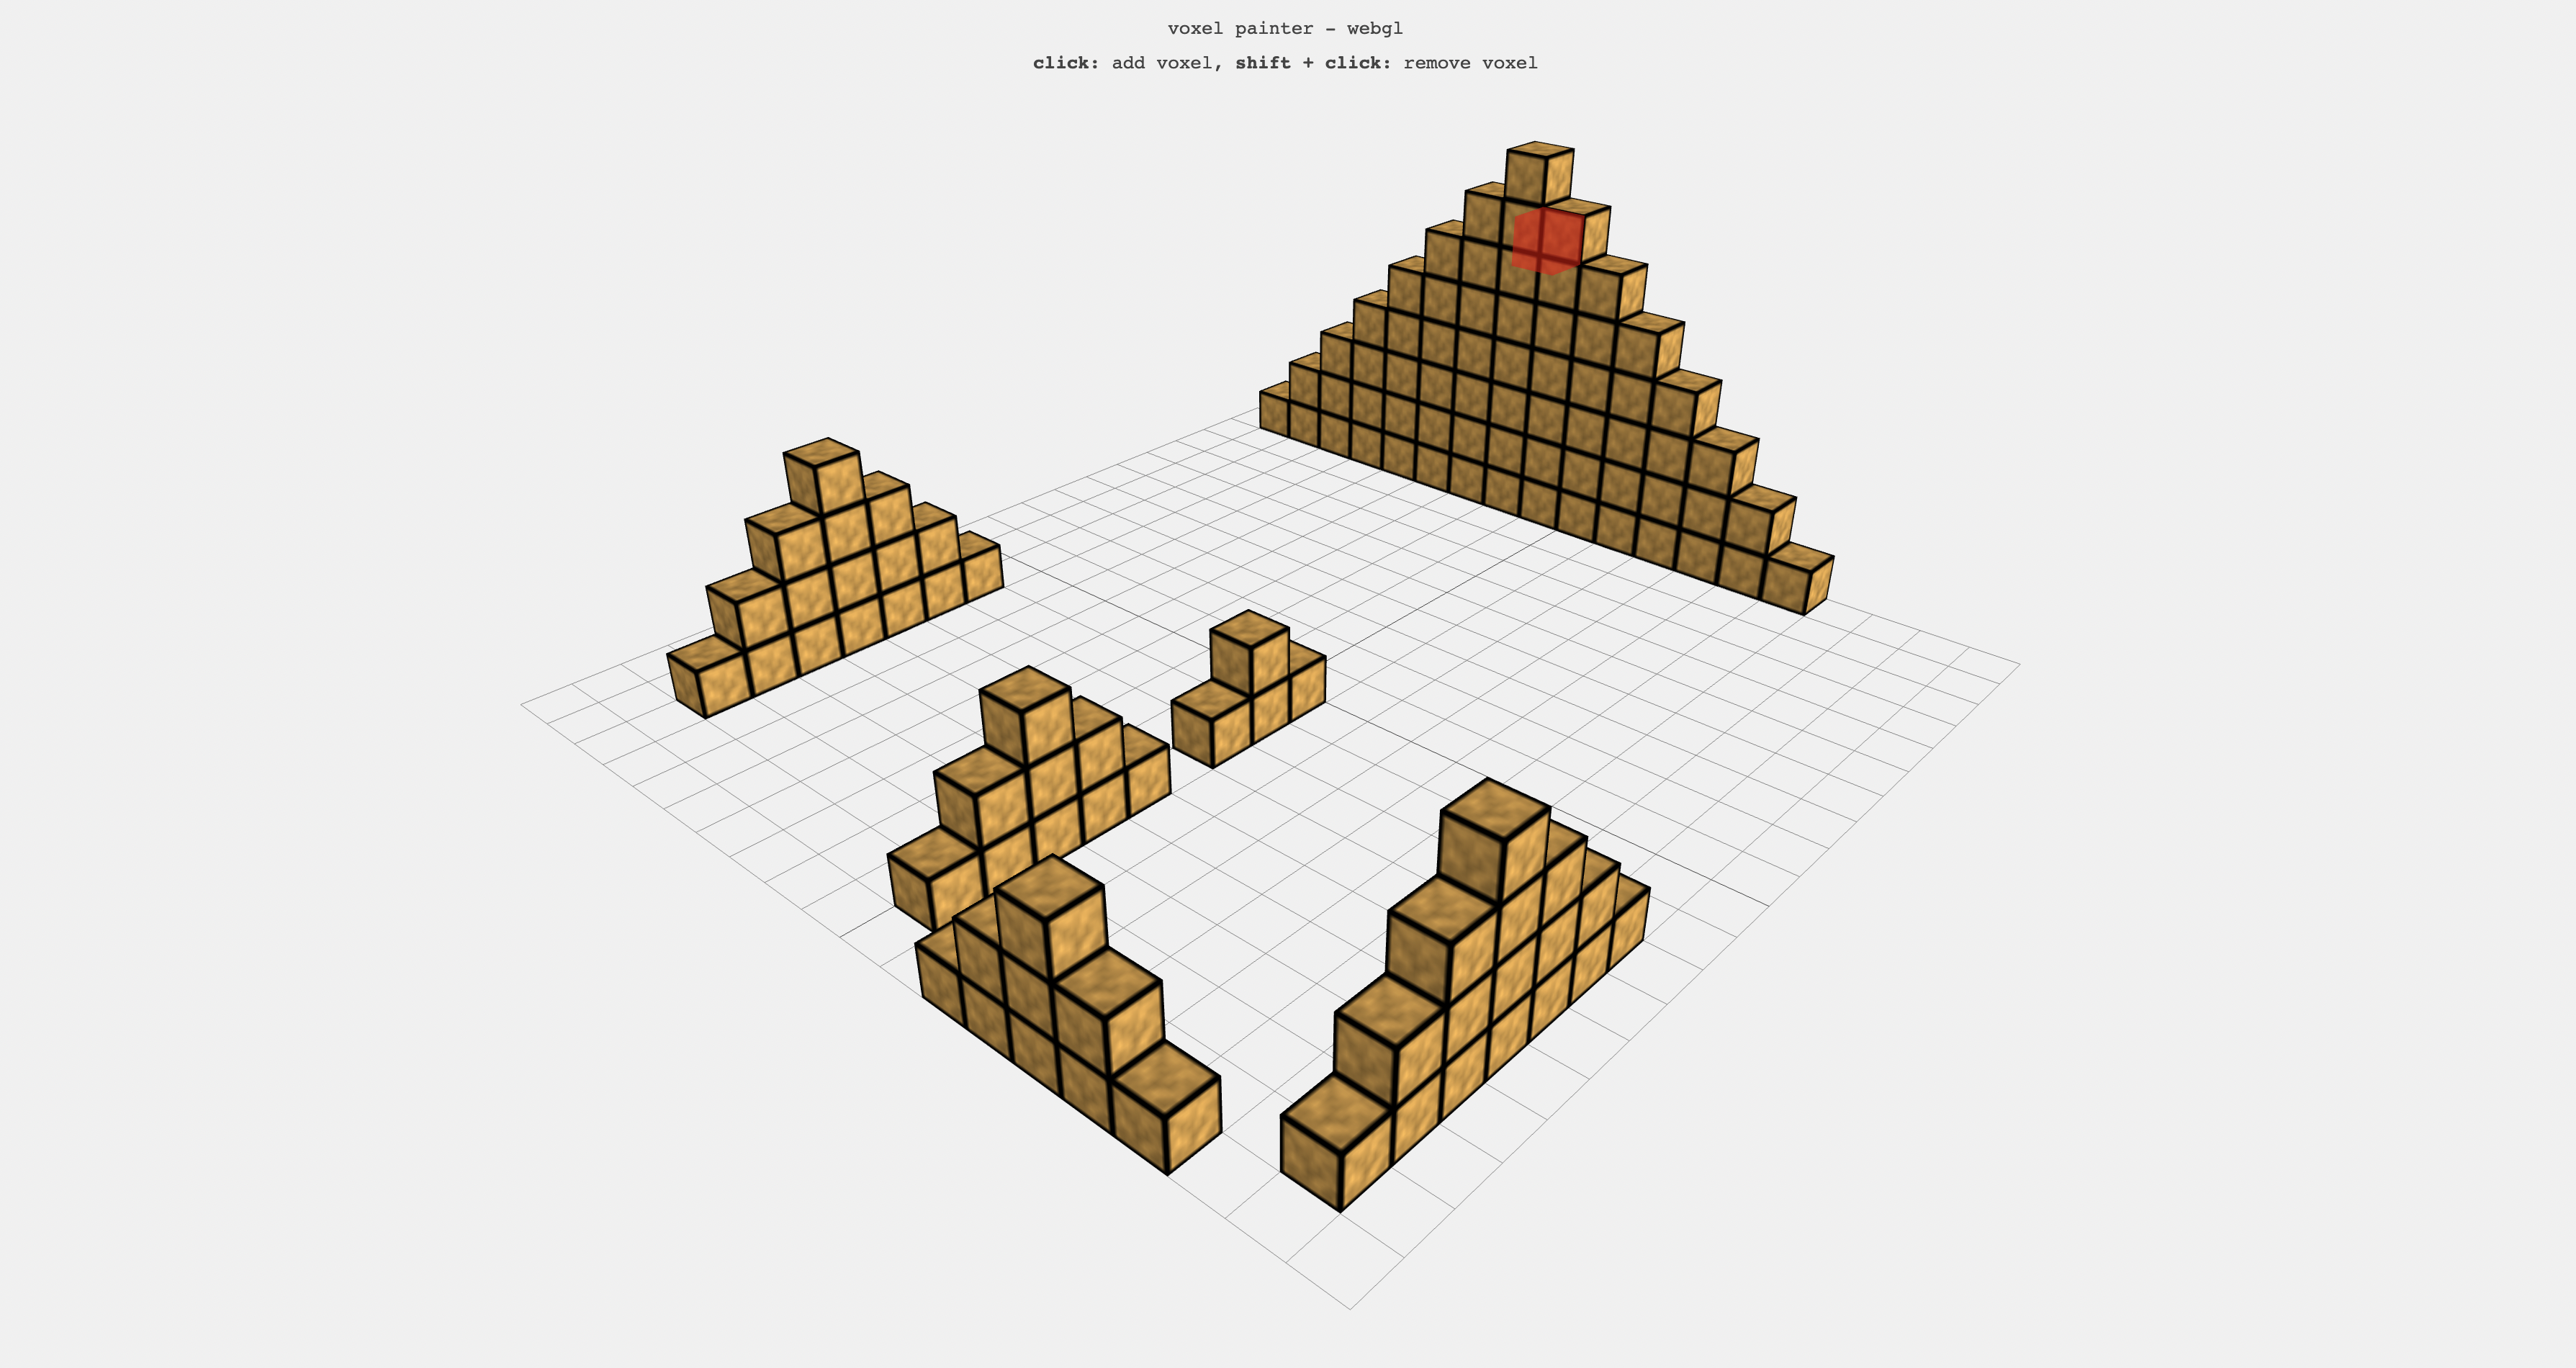 voxel painter - webgl
click: add voxel, shift + click: remove voxel